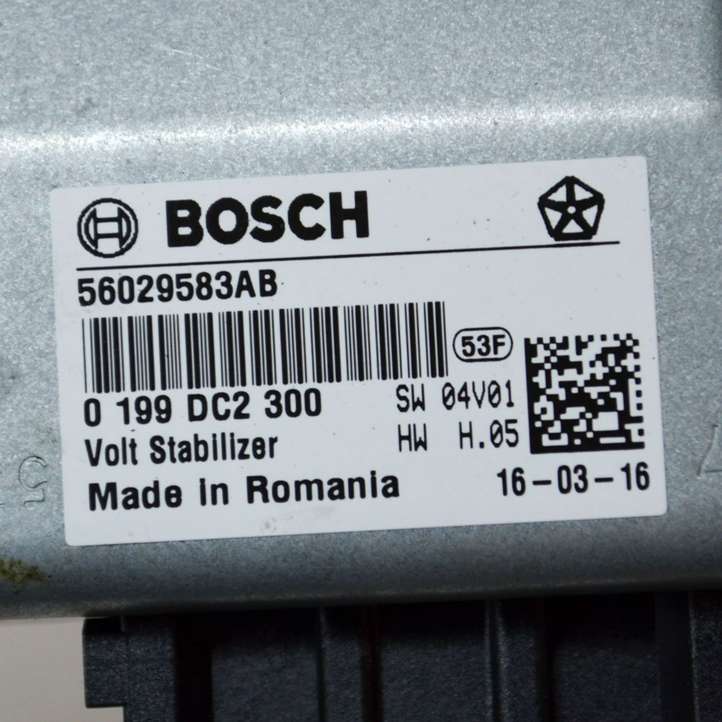 BOSCH
56029583AB
53F
0 199 DC2 300 SW 04V01
Volt Stabilizer HW H.05
Made in Romania 16-03-16